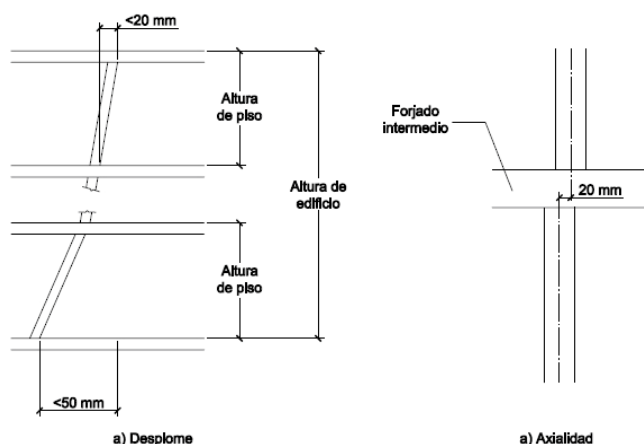 <20 mm
Altura
de piso
Altura de
edificio
Altura
de piso
<50 mm
a) Desplome
Forjado
intermedio
20 mm
a) Axialidad